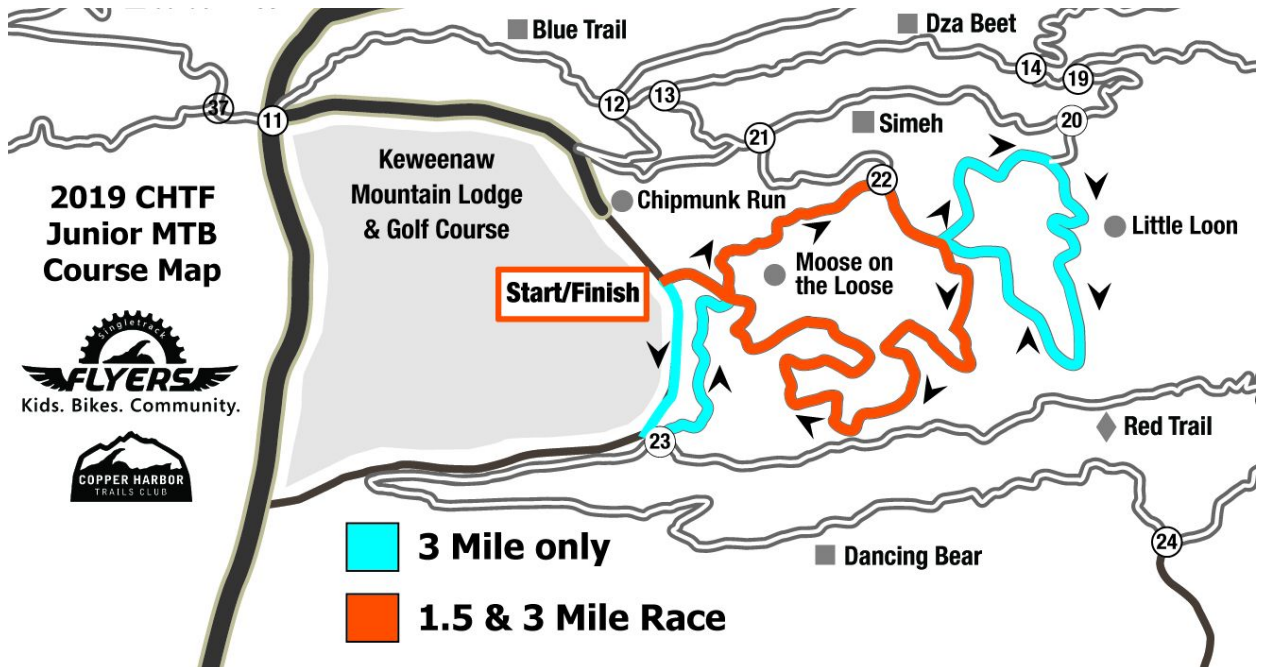 Blue Trail
Dza Beet
14
19
37
11
12
13
20
21
Simeh
22
Keweenaw
Mountain Lodge
& Golf Course
Chipmunk Run
2019 CHTF
Junior MTB
Course Map
Little Loon
Moose on
the Loose
Start/Finish
Singletrack
FLYERS
Kids. Bikes. Community.
23
Red Trail
COPPER HARBOR
TRAILS CLUB
24
Dancing Bear
3 Mile only
1.5 & 3 Mile Race